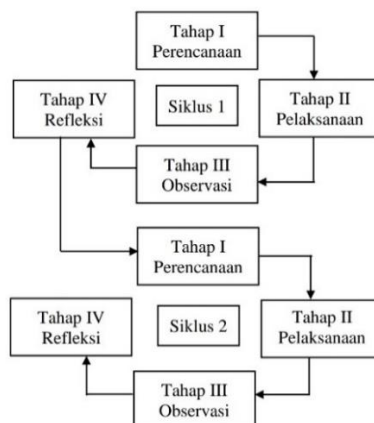 Tahap I
Perencanaan
Tahap IV
Refleksi
Siklus 1
Tahap II
Pelaksanaan
Tahap III
Observasi
Tahap I
Perencanaan
Tahap IV
Refleksi
Siklus 2
Tahap II
Pelaksanaan
Tahap III
Observasi